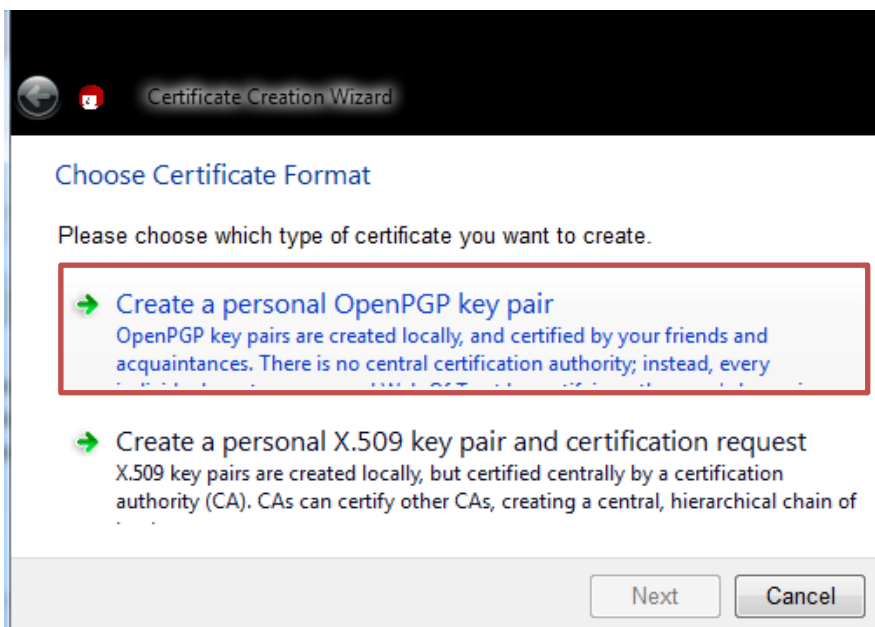 Certificate Creation Wizard
Choose Certificate Format
Please choose which type of certificate you want to create.
Create a personal OpenPGP key pair
OpenPGP key pairs are created locally, and certified by your friends and
acquaintances. There is no central certification authority; instead, every
Create a personal X.509 key pair and certification request
X.509 key pairs are created locally, but certified centrally by a certification
authority (CA). CAs can certify other CAs, creating a central, hierarchical chain of
Next
Cancel